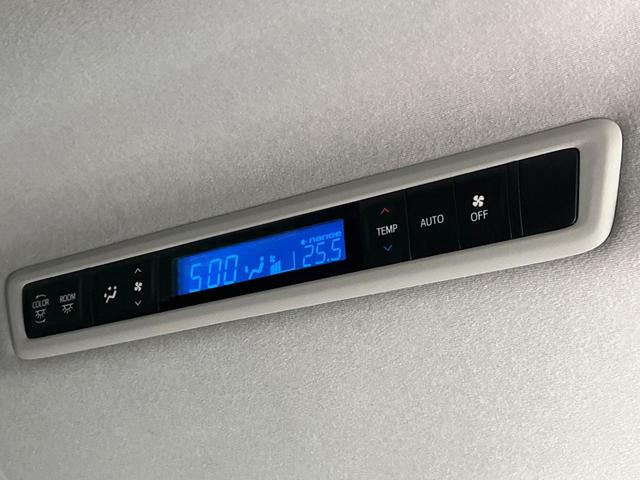 COLOR
ROOM
5:00
nanoe
25.5
TEMP
AUTO
OFF